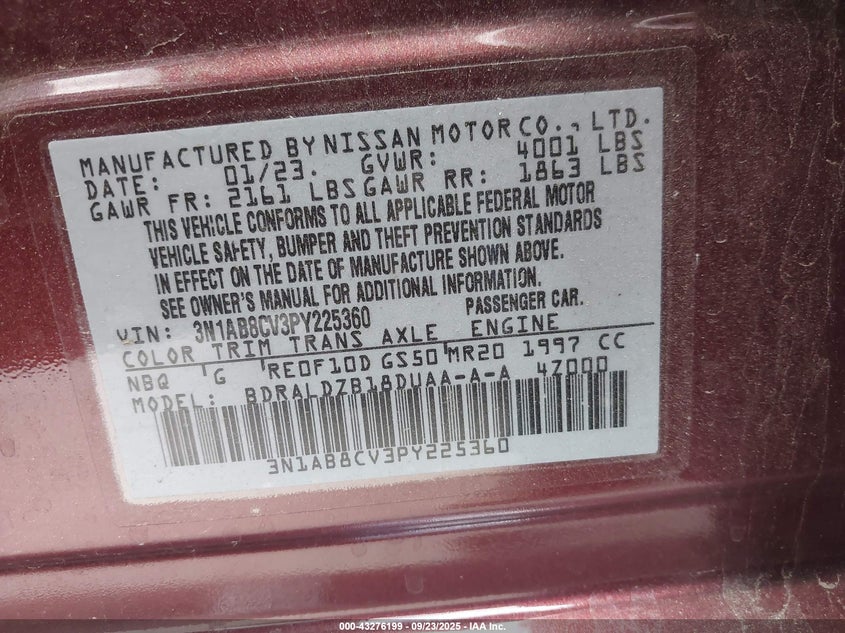 MANUFACTURED BY NISSAN MOTOR CO., LTD.
DATE: 01/23. GVWR: 4001 LBS
GAWR FR: 2161 LBS GAWR RR: 1863 LBS
THIS VEHICLE CONFORMS TO ALL APPLICABLE FEDERAL MOTOR
VEHICLE SAFETY, BUMPER AND THEFT PREVENTION STANDARDS
IN EFFECT ON THE DATE OF MANUFACTURE SHOWN ABOVE.
SEE OWNER'S MANUAL FOR ADDITIONAL INFORMATION.
VIN: 3N1AB8CV3PY225360 PASSENGER CAR.
COLOR TRIM TRANS AXLE ENGINE
NBQ G RE0F10D GS50 MR20 1997 CC
MODEL: BDRALDZB18DUAA-A-A 4Z000
3N1AB8CV3PY225360
000-43276199 - 09/23/2025 - IAA Inc.